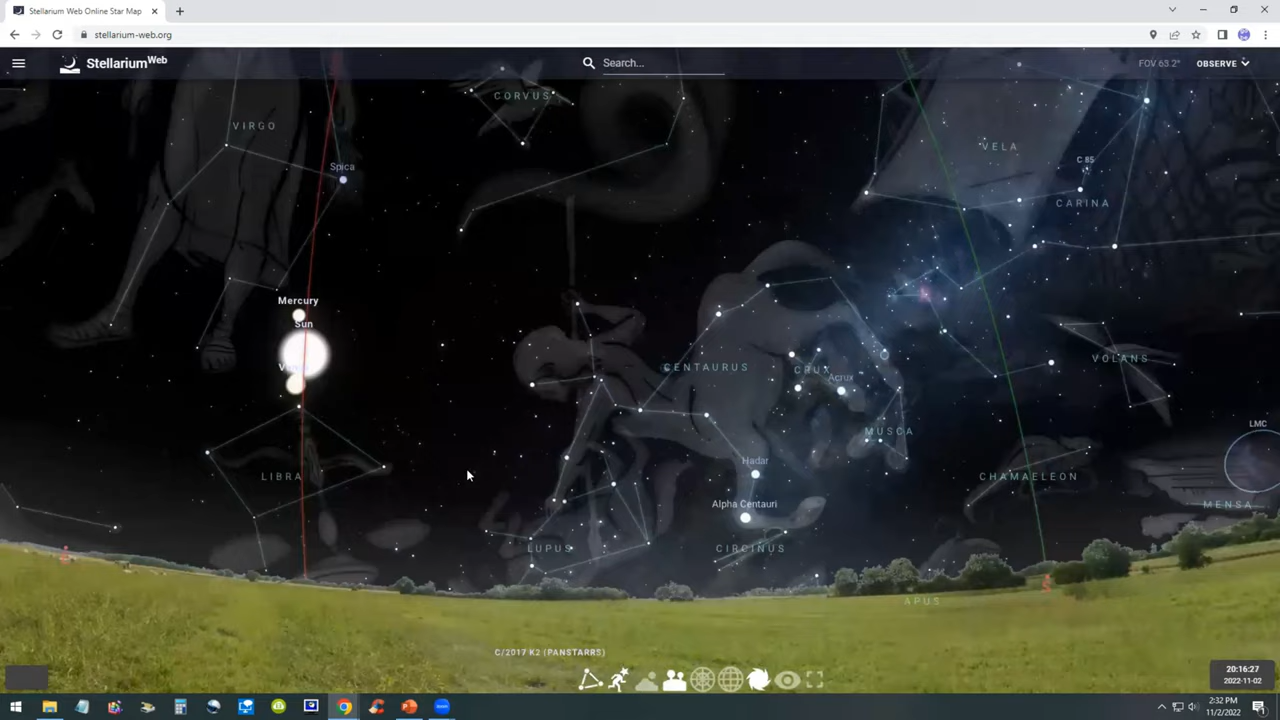 Stellarium Web Online Star Map
stellarium-web.org
StellariumWeb
Search...
FOV 63.2°
OBSERVE
CORVUS
VIRGO
VELA
C 85
Spica
CARINA
Mercury
Sun
CENTAURUS
CRUX
Acrux
VOLANS
LMC
MUSCA
Hadar
LIBRA
CHAMAELEON
Alpha Centauri
MENSA
LUPUS
CIRCINUS
APUS
C/2017 K2 (PANSTARRS)
20:16:27
2022-11-02
2:32 PM
11/2/2022